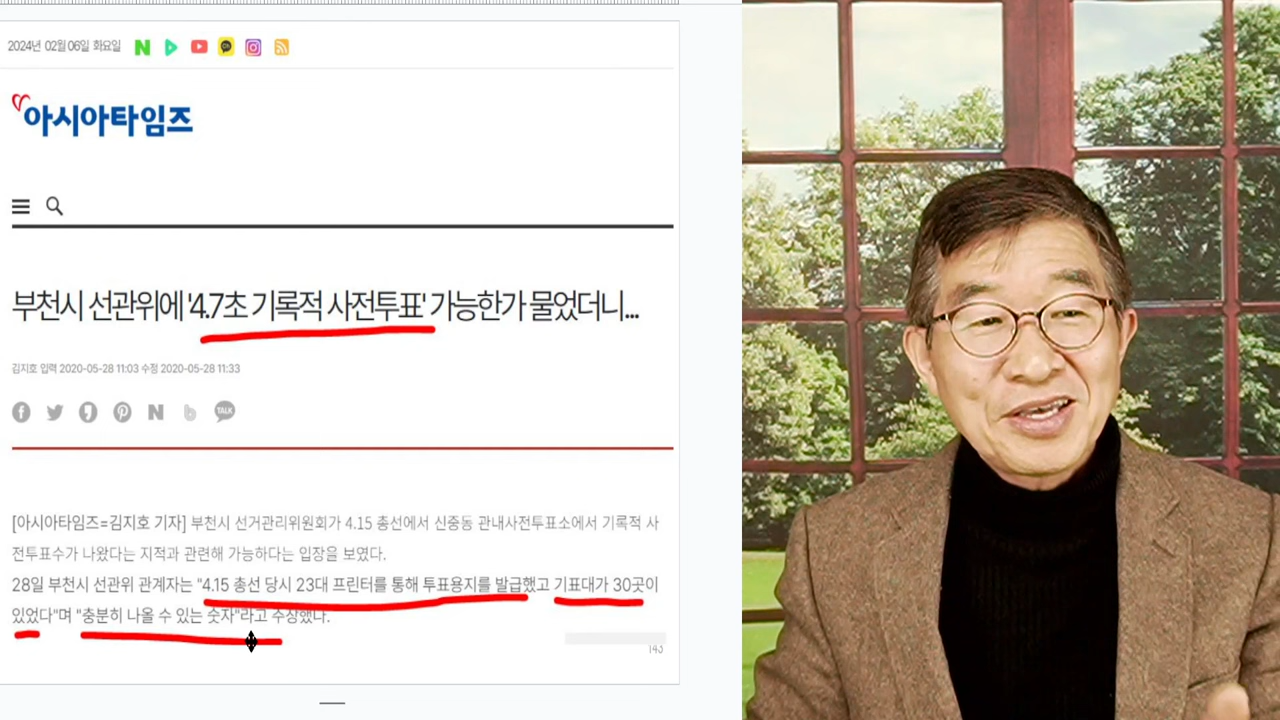 2024년 02월 06일 화요일
아시아타임즈
부천시 선관위에 '4.7초 기록적 사전투표' 가능한가 물었더니...
김지호 입력 2020-05-28 11:03 수정 2020-05-28 11:33
TALK
[아시아타임즈=김지호 기자] 부천시 선거관리위원회가 4.15 총선에서 신중동 관내사전투표소에서 기록적 사
전투표수가 나왔다는 지적과 관련해 가능하다는 입장을 보였다.
28일 부천시 선관위 관계자는 "4.15 총선 당시 23대 프린터를 통해 투표용지를 발급했고 기표대가 30곳이
있었다"며 "충분히 나올 수 있는 숫자"라고 주장했다.
143